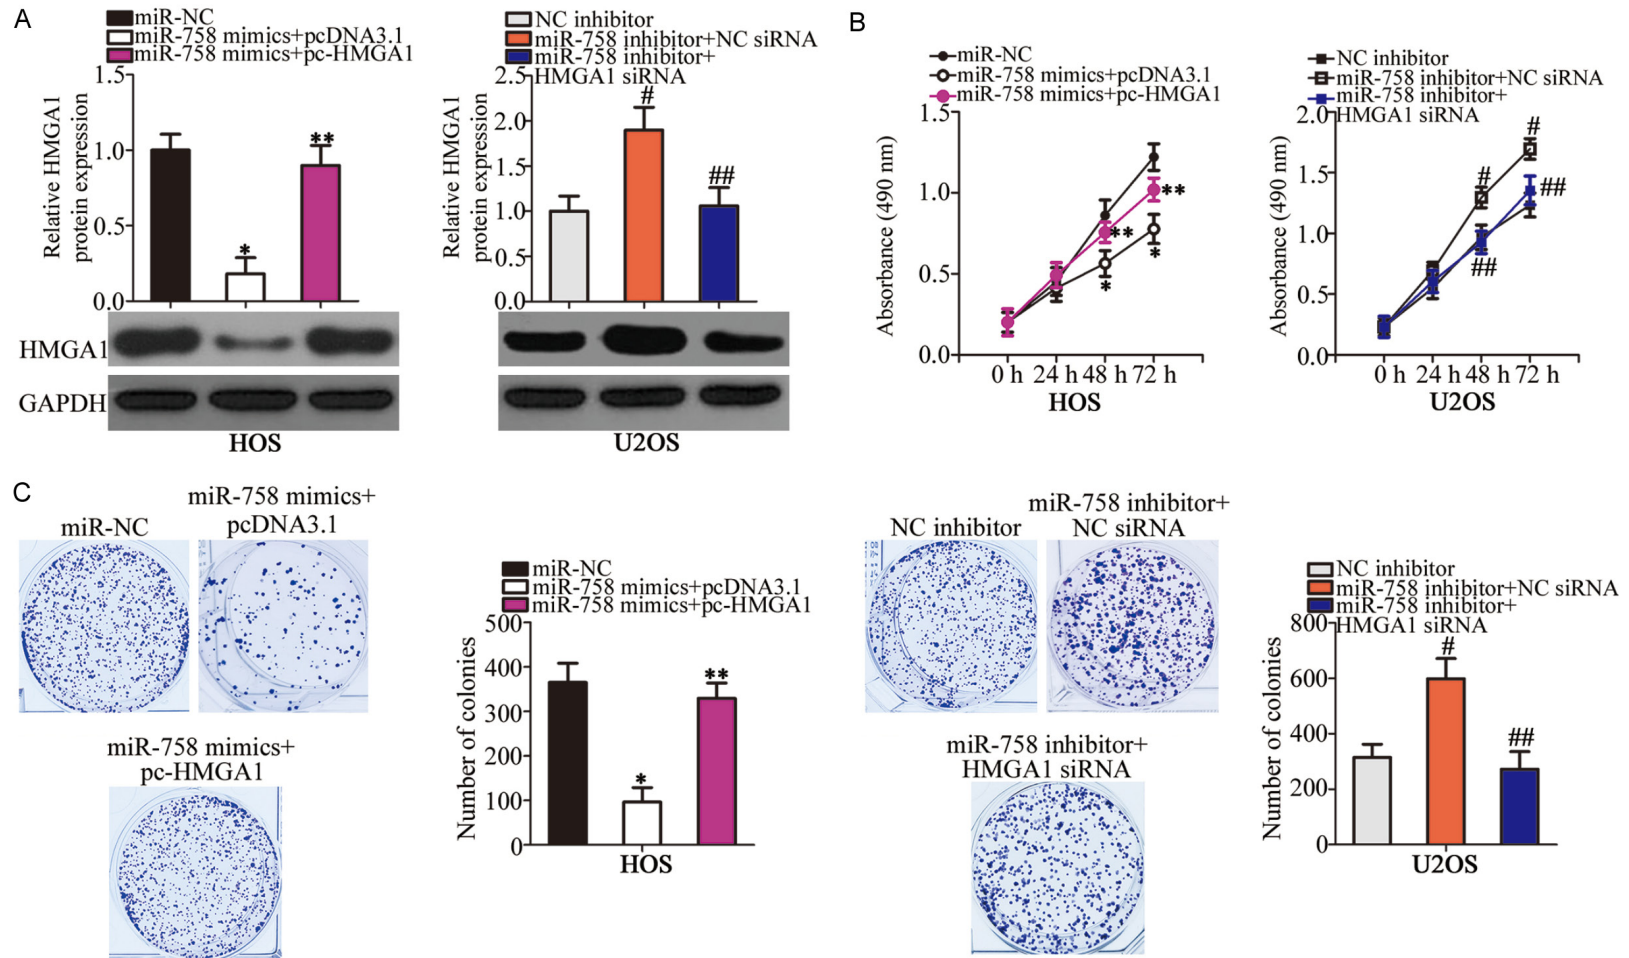 A
miR-NC
miR-758 mimics+pcDNA3.1
miR-758 mimics+pc-HMGA1
Relative HMGA1
protein expression
1.5
1.0
0.5
0.0
*
**
NC inhibitor
miR-758 inhibitor+NC siRNA
miR-758 inhibitor+
HMGA1 siRNA
Relative HMGA1
protein expression
2.5
2.0
1.5
1.0
0.5
0.0
#
##
HMGA1
GAPDH
HOS
U2OS
B
miR-NC
miR-758 mimics+pcDNA3.1
miR-758 mimics+pc-HMGA1
Absorbance (490 nm)
1.5
1.0
0.5
0.0
**
**
*
*
0 h 24 h 48 h 72 h
HOS
NC inhibitor
miR-758 inhibitor+NC siRNA
miR-758 inhibitor+
HMGA1 siRNA
Absorbance (490 nm)
2.0
1.5
1.0
0.5
0.0
#
#
##
##
0 h 24 h 48 h 72 h
U2OS
C
miR-NC
miR-758 mimics+
pcDNA3.1
miR-758 mimics+
pc-HMGA1
miR-NC
miR-758 mimics+pcDNA3.1
miR-758 mimics+pc-HMGA1
Number of colonies
500
400
300
200
100
0
*
**
HOS
NC inhibitor
miR-758 inhibitor+
NC siRNA
miR-758 inhibitor+
HMGA1 siRNA
NC inhibitor
miR-758 inhibitor+NC siRNA
miR-758 inhibitor+
HMGA1 siRNA
Number of colonies
800
600
400
200
0
#
##
U2OS